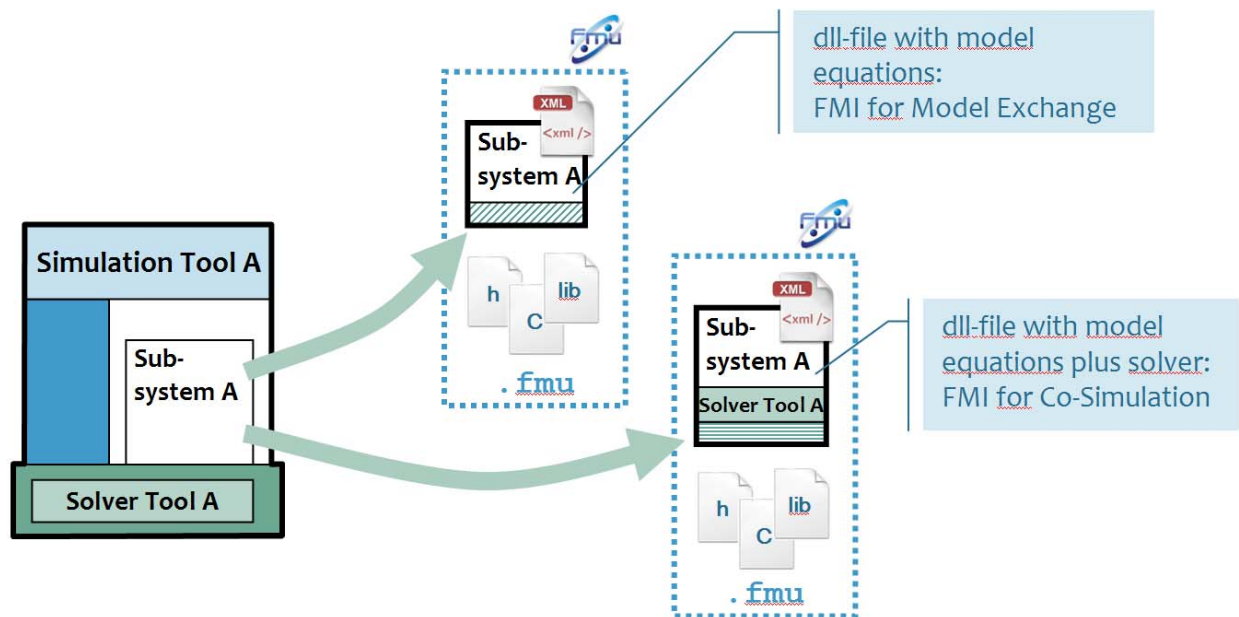 Fmu
dll-file with model
equations:
FMI for Model Exchange
XML
<xml />
Sub-
system A
h
C
lib
.fmu
Simulation Tool A
Sub-
system A
Solver Tool A
Fmu
XML
<xml />
Sub-
system A
Solver Tool A
dll-file with model
equations plus solver:
FMI for Co-Simulation
h
C
lib
.fmu